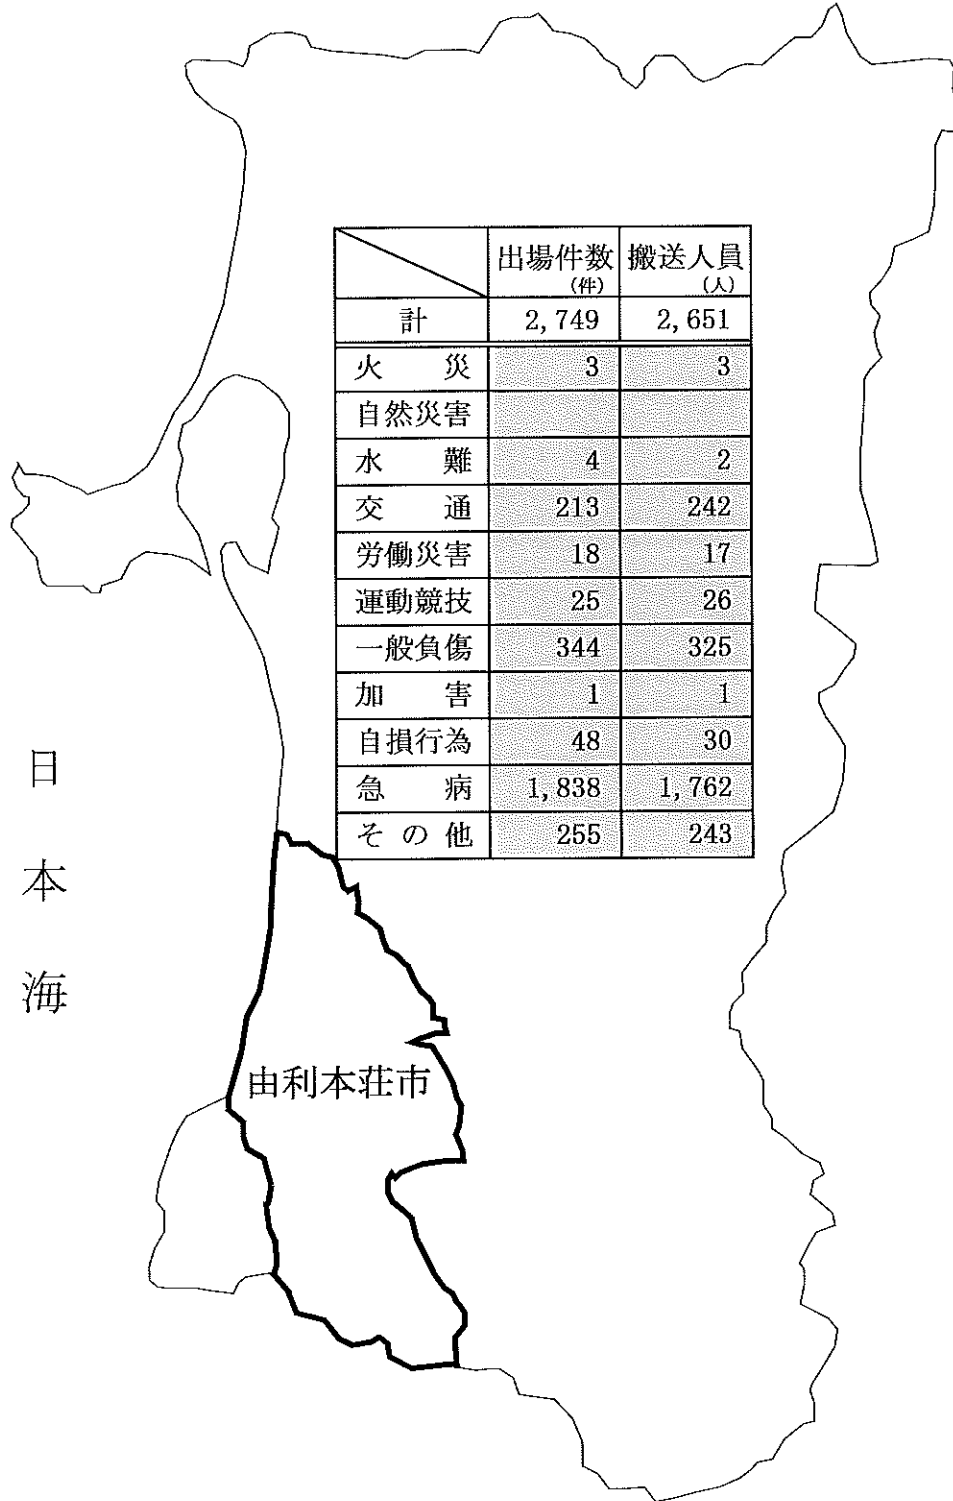 出場件数 搬送人員
(件) (人)
計 2,749 2,651
火災 3 3
自然災害
水難 4 2
交通 213 242
労働災害 18 17
運動競技 25 26
一般負傷 344 325
加害 1 1
自損行為 48 30
急病 1,838 1,762
その他 255 243
日本海
由利本荘市